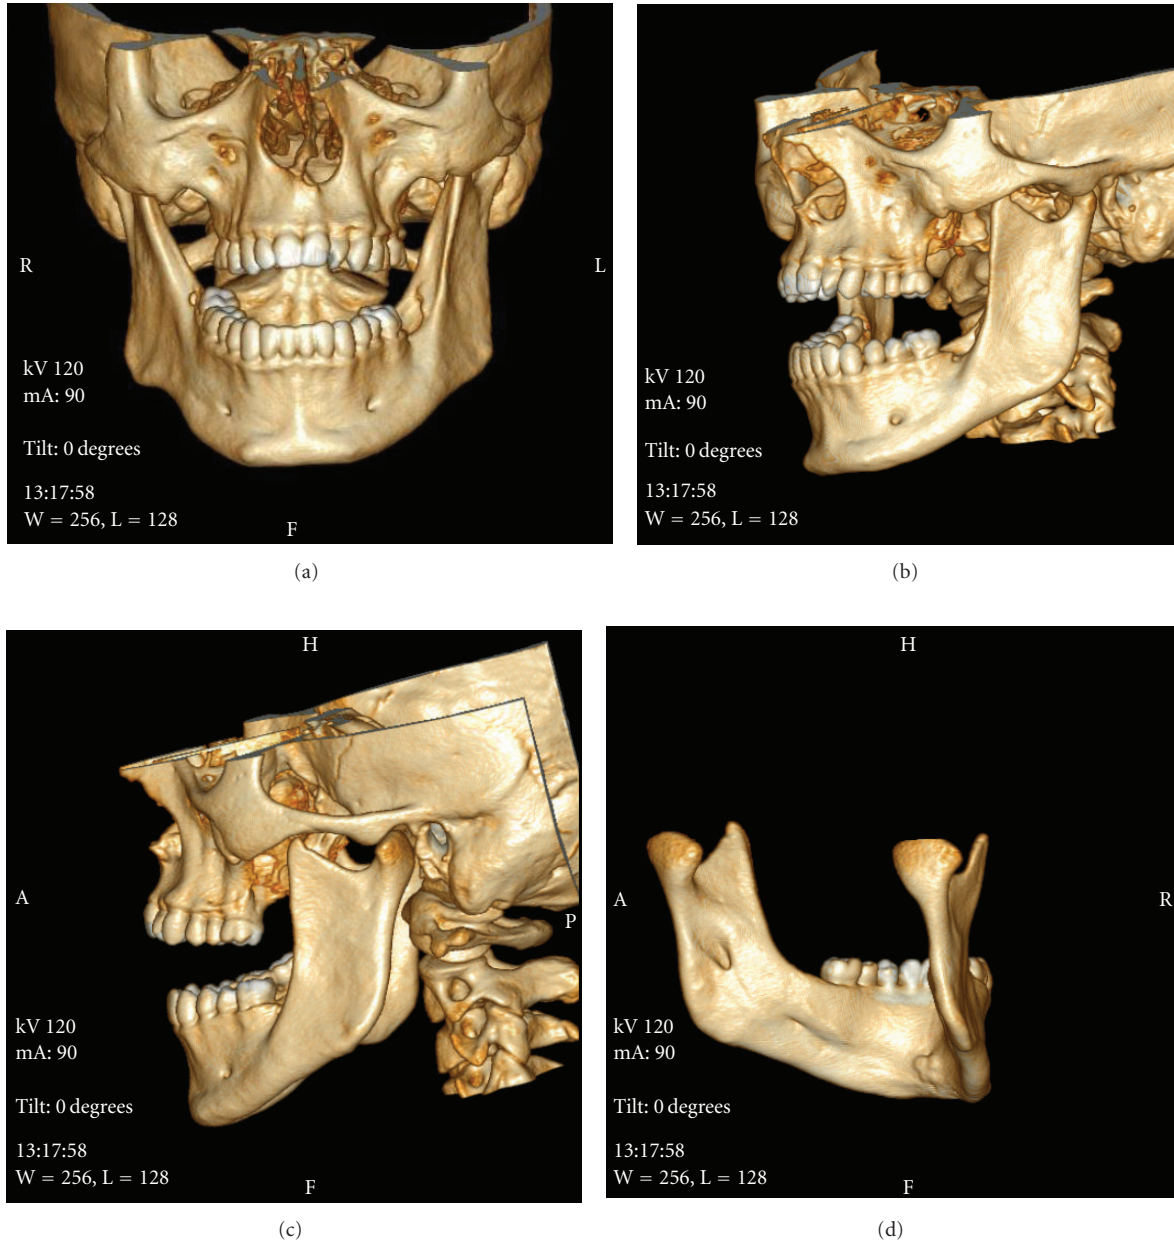 R
L
kV 120
mA: 90
Tilt: 0 degrees
13:17:58
W = 256, L = 128
F
(a)
kV 120
mA: 90
Tilt: 0 degrees
13:17:58
W = 256, L = 128
(b)
H
A
P
kV 120
mA: 90
Tilt: 0 degrees
13:17:58
W = 256, L = 128
F
(c)
H
A
R
kV 120
mA: 90
Tilt: 0 degrees
13:17:58
W = 256, L = 128
F
(d)